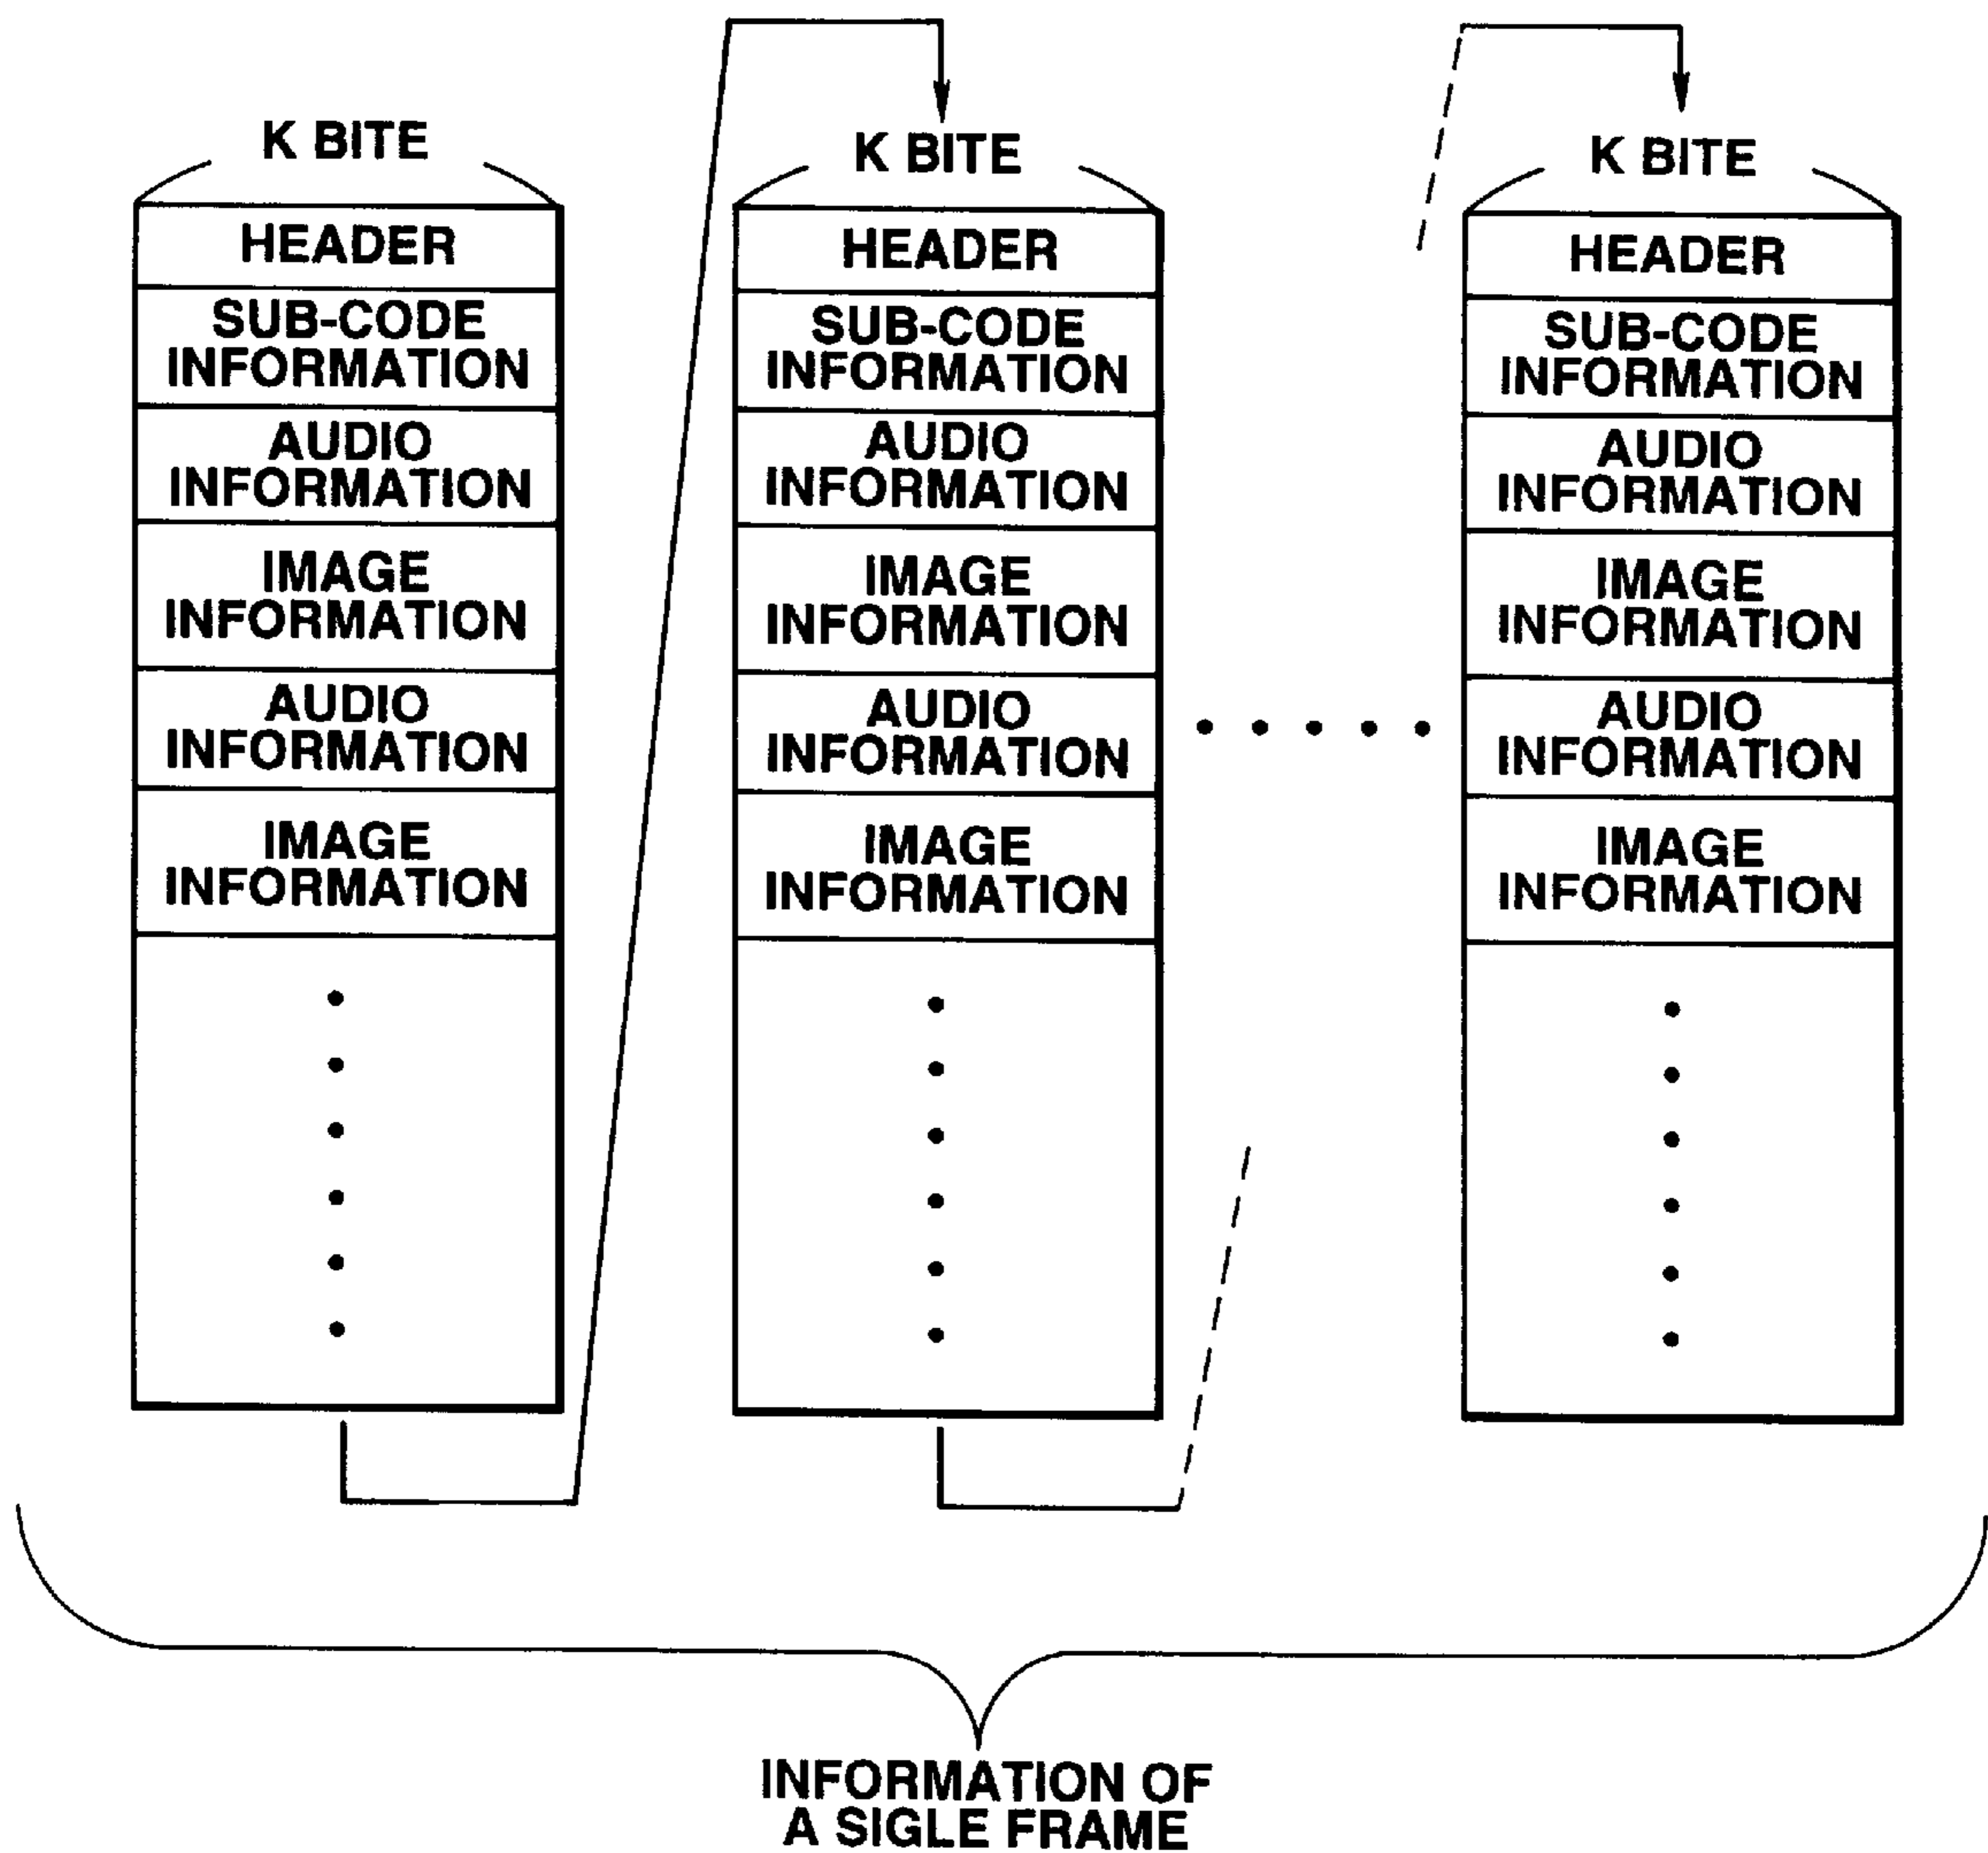 K BITE
HEADER
SUB-CODE
INFORMATION
AUDIO
INFORMATION
IMAGE
INFORMATION
AUDIO
INFORMATION
IMAGE
INFORMATION
K BITE
HEADER
SUB-CODE
INFORMATION
AUDIO
INFORMATION
IMAGE
INFORMATION
AUDIO
INFORMATION
IMAGE
INFORMATION
K BITE
HEADER
SUB-CODE
INFORMATION
AUDIO
INFORMATION
IMAGE
INFORMATION
AUDIO
INFORMATION
IMAGE
INFORMATION
INFORMATION OF
A SIGLE FRAME